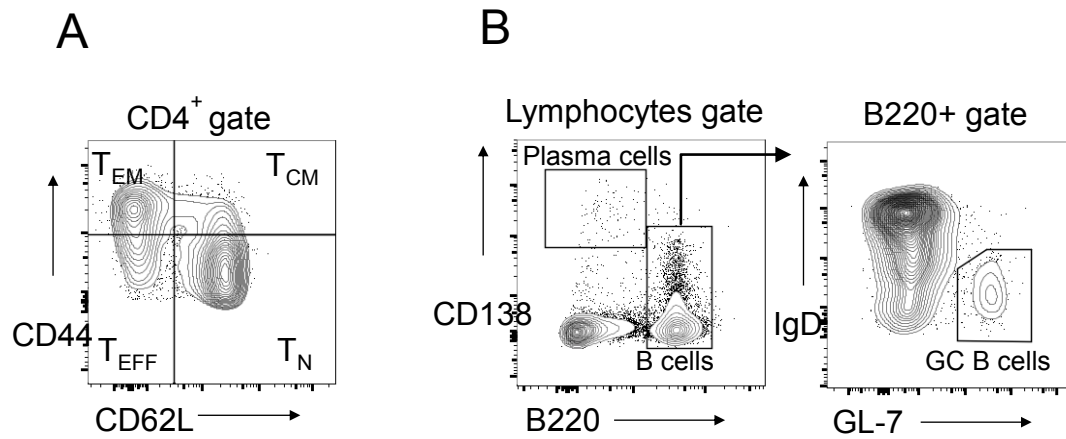 A
CD4+ gate
TEM
TCM
CD44
TEFF
TN
CD62L
B
Lymphocytes gate
Plasma cells
CD138
B cells
B220
B220+ gate
IgD
GC B cells
GL-7